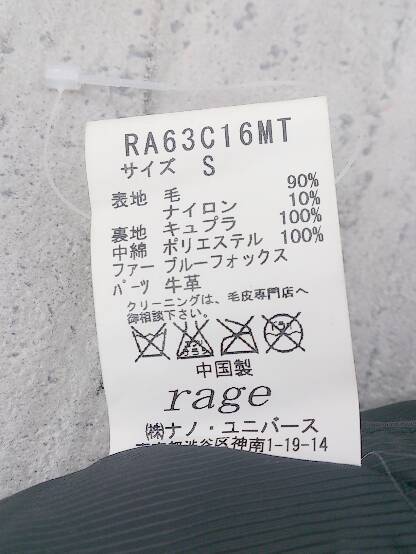 RA63C16MT
サイズ S
表地 毛 90%
ナイロン 10%
裏地 キュプラ 100%
中綿 ポリエステル 100%
ファー ブルーフォックス
パーツ 牛革
クリーニングは、毛皮専門店へ
御相談下さい。
中国製
rage
㈱ナノ・ユニバース
東京都渋谷区神南1-19-14